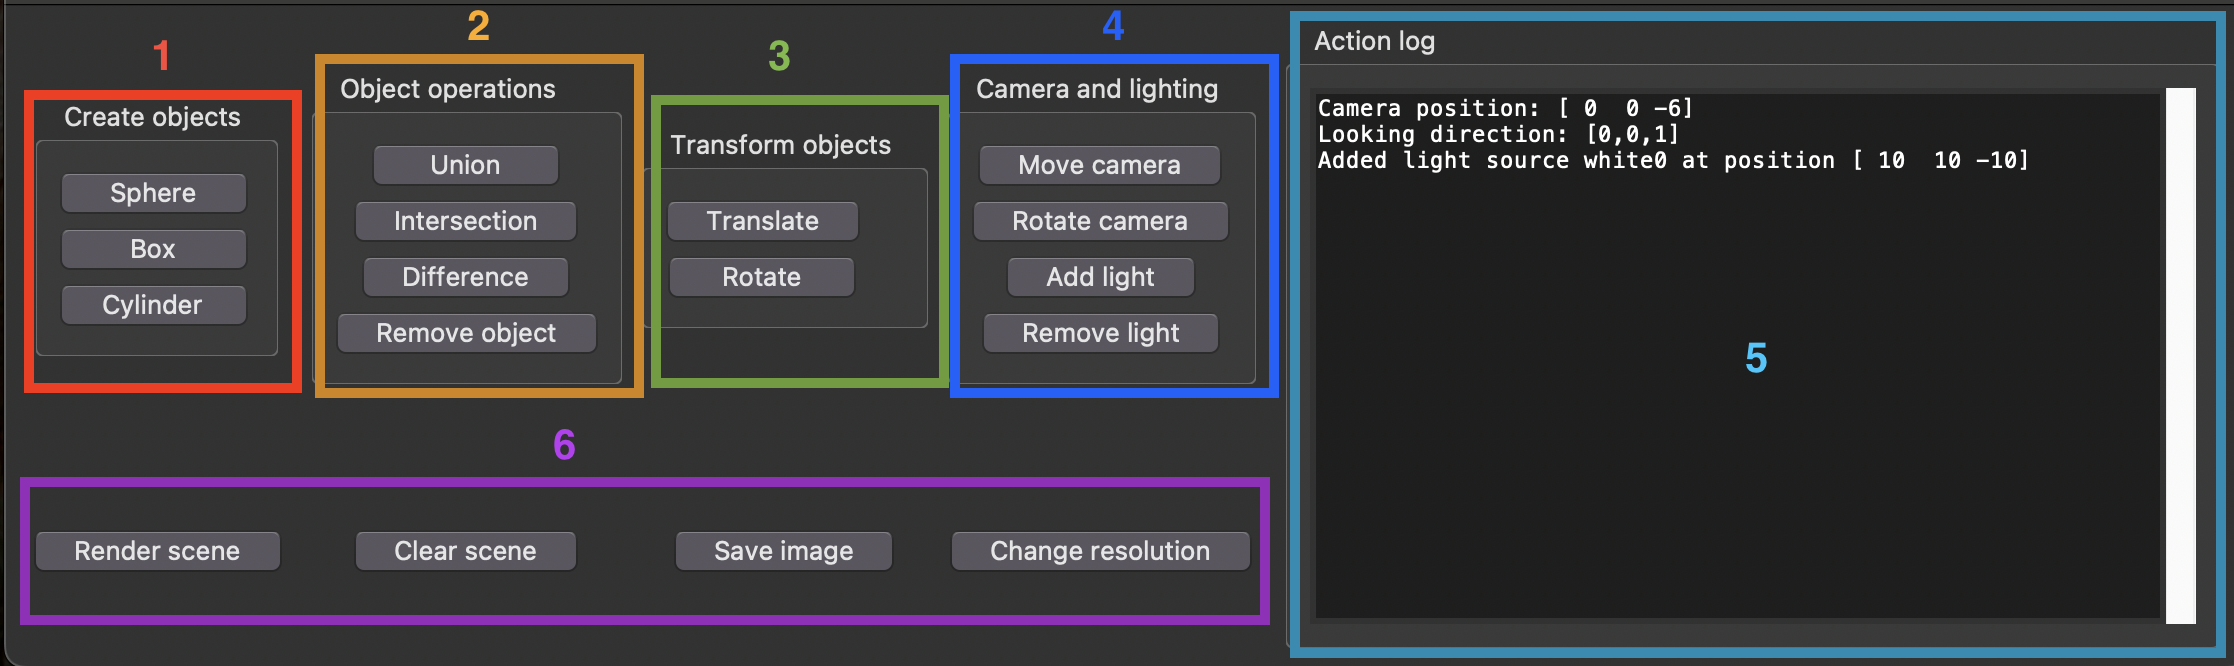 1
Create objects
Sphere
Box
Cylinder
2
Object operations
Union
Intersection
Difference
Remove object
3
Transform objects
Translate
Rotate
4
Camera and lighting
Move camera
Rotate camera
Add light
Remove light
Action log
Camera position: [ 0  0 -6]
Looking direction: [0,0,1]
Added light source white0 at position [ 10  10 -10]
5
6
Render scene
Clear scene
Save image
Change resolution